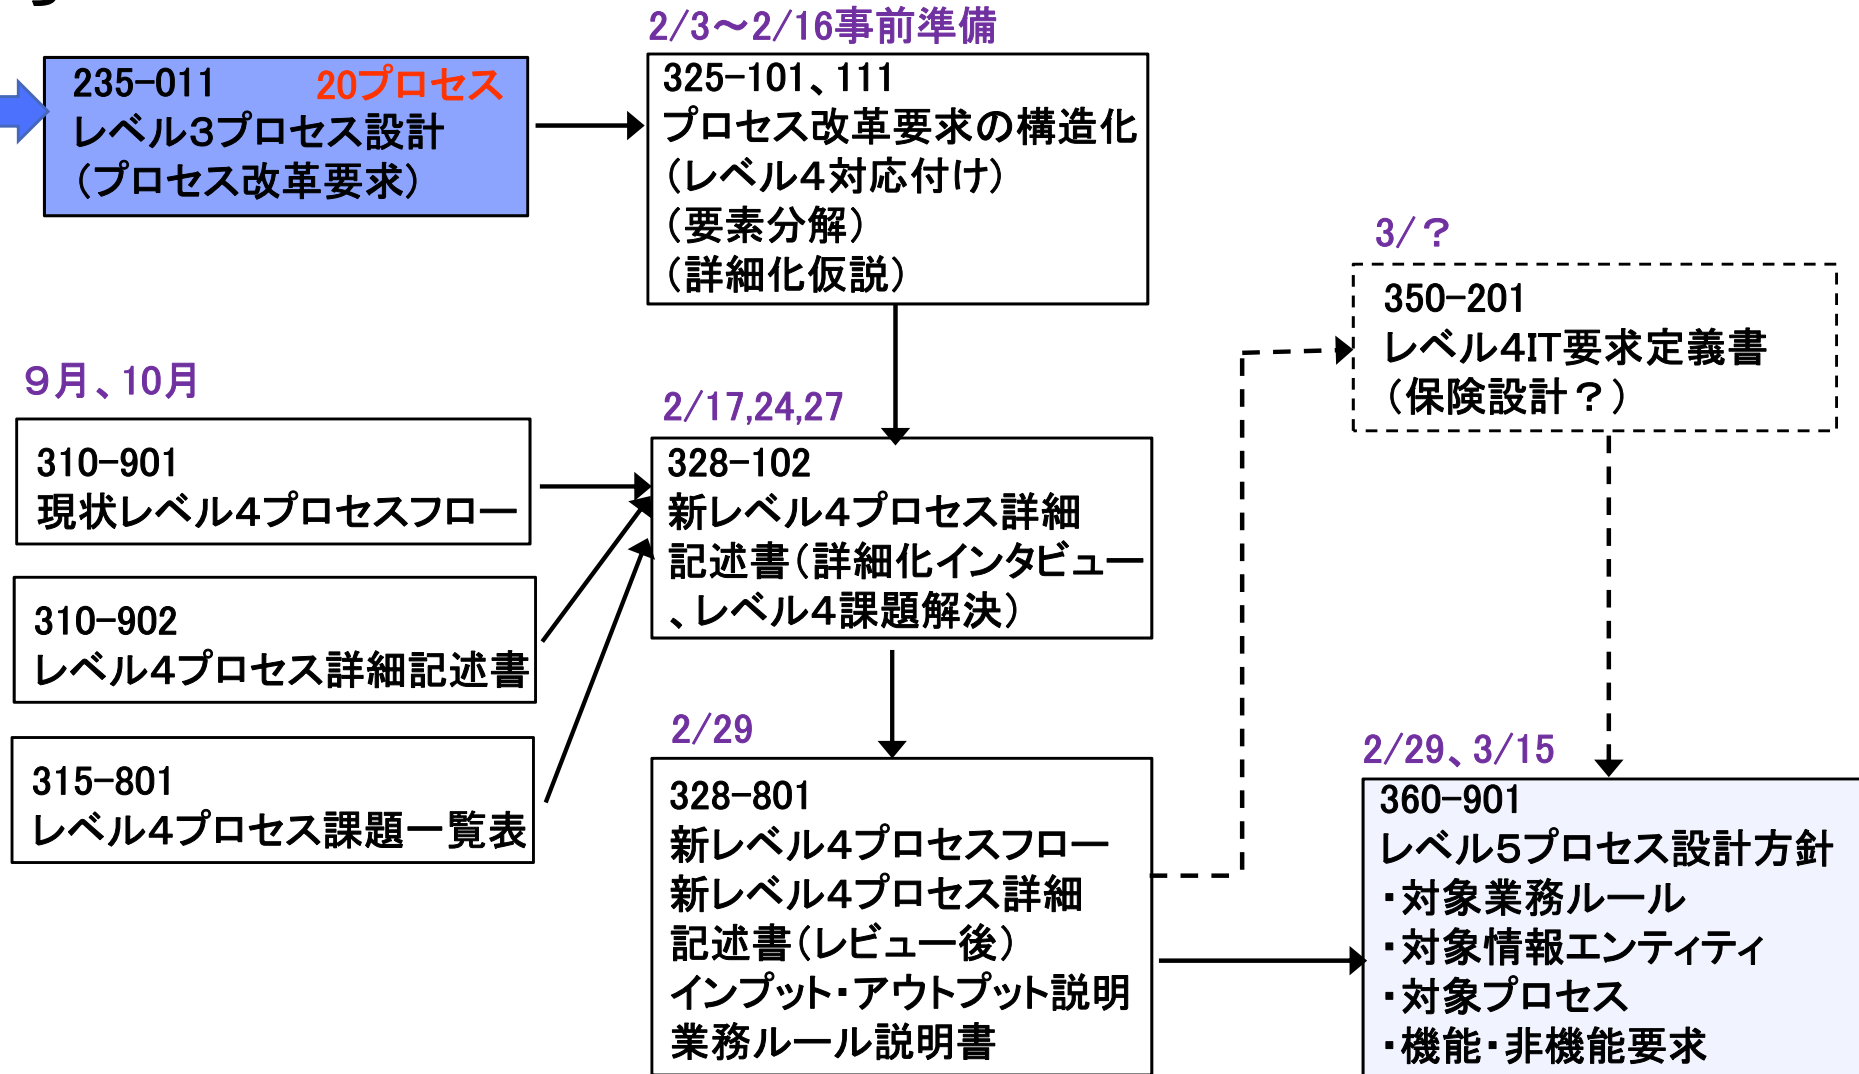 2/3～2/16事前準備
235-011 20プロセス
レベル3プロセス設計
（プロセス改革要求）
325-101、111
プロセス改革要求の構造化
（レベル4対応付け）
（要素分解）
（詳細化仮説）
3/？
350-201
レベル4IT要求定義書
（保険設計？）
9月、10月
310-901
現状レベル4プロセスフロー
310-902
レベル4プロセス詳細記述書
315-801
レベル4プロセス課題一覧表
2/17,24,27
328-102
新レベル4プロセス詳細
記述書（詳細化インタビュー
、レベル4課題解決）
2/29
328-801
新レベル4プロセスフロー
新レベル4プロセス詳細
記述書（レビュー後）
インプット・アウトプット説明
業務ルール説明書
2/29、3/15
360-901
レベル5プロセス設計方針
・対象業務ルール
・対象情報エンティティ
・対象プロセス
・機能・非機能要求